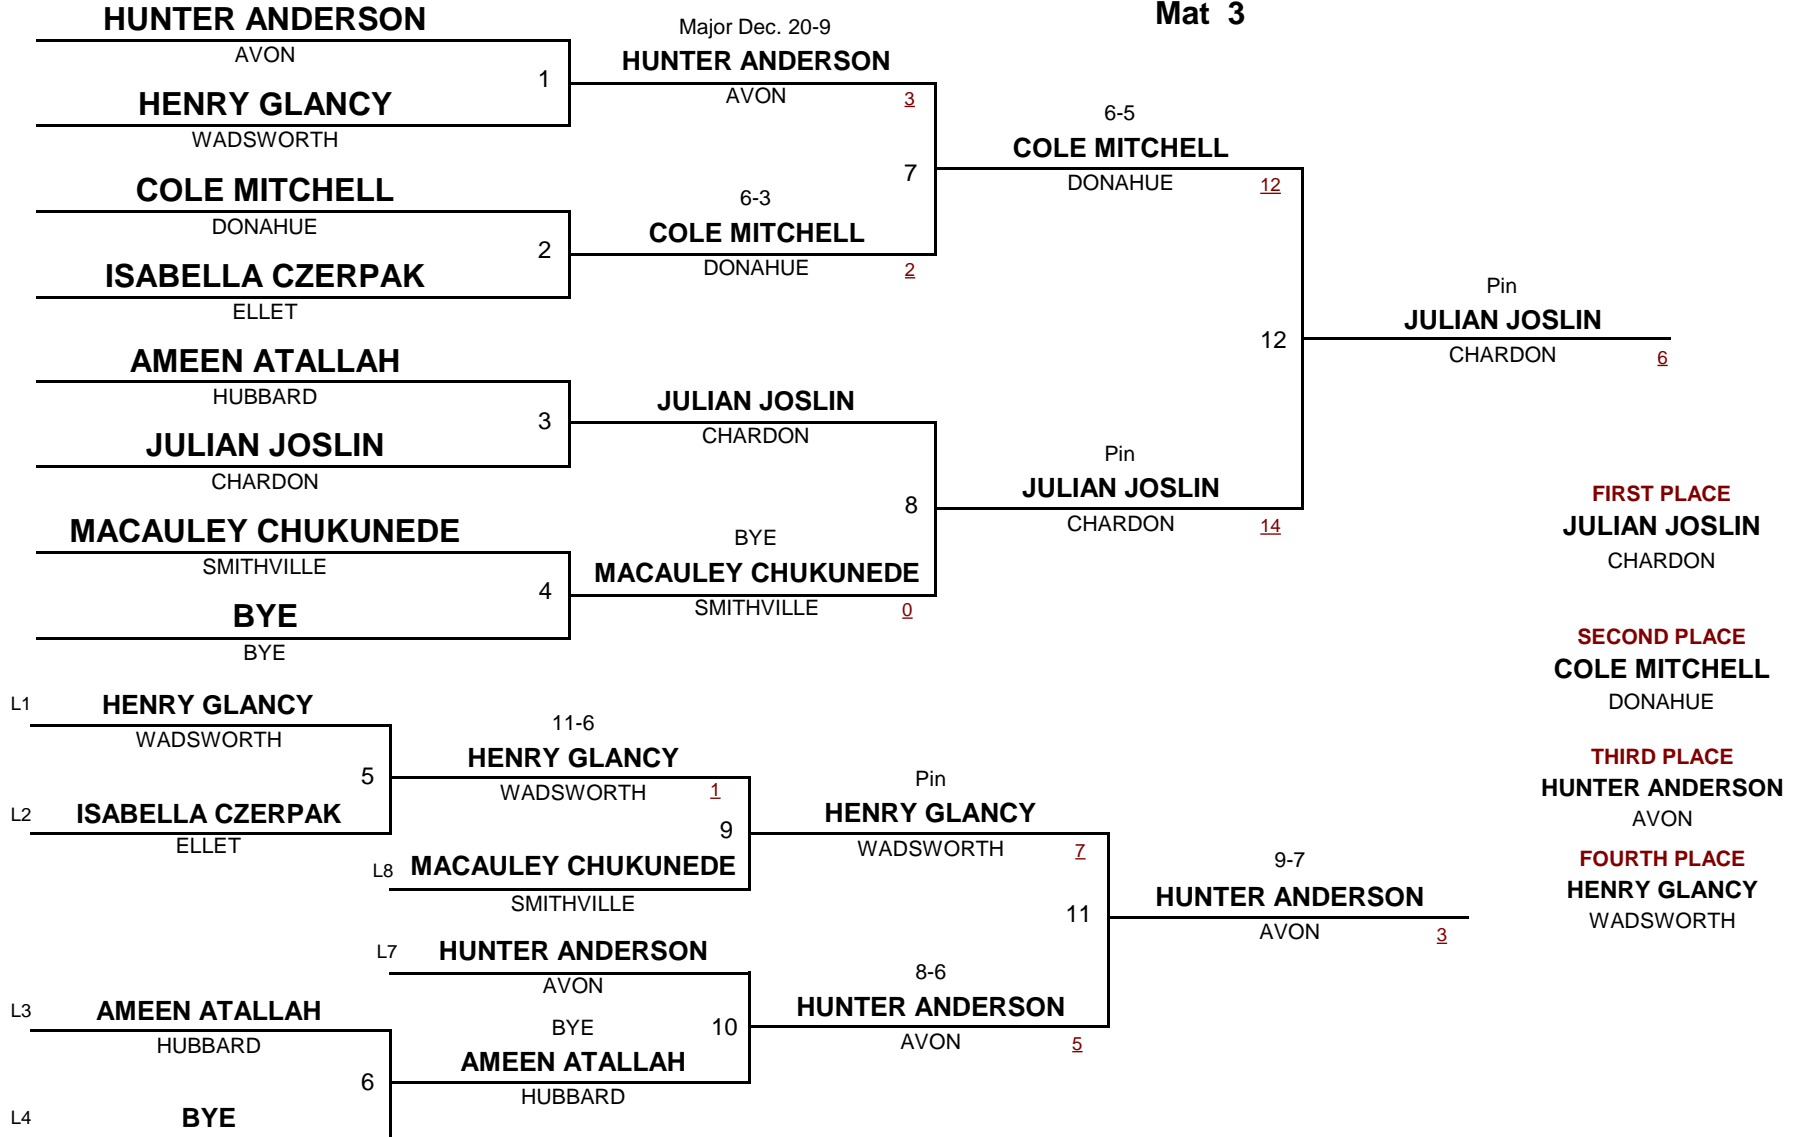 Mat 3
HUNTER ANDERSON
AVON
1
HENRY GLANCY
WADSWORTH
Major Dec. 20-9
HUNTER ANDERSON
AVON 3
COLE MITCHELL
DONAHUE
2
ISABELLA CZERPAK
ELLET
6-3
COLE MITCHELL
DONAHUE 2
7
6-5
COLE MITCHELL
DONAHUE 12
AMEEN ATALLAH
HUBBARD
3
JULIAN JOSLIN
CHARDON
JULIAN JOSLIN
CHARDON
MACAULEY CHUKUNEDE
SMITHVILLE
4
BYE
BYE
BYE
MACAULEY CHUKUNEDE
SMITHVILLE 0
8
Pin
JULIAN JOSLIN
CHARDON 14
12
Pin
JULIAN JOSLIN
CHARDON 6
FIRST PLACE
JULIAN JOSLIN
CHARDON
SECOND PLACE
COLE MITCHELL
DONAHUE
THIRD PLACE
HUNTER ANDERSON
AVON
FOURTH PLACE
HENRY GLANCY
WADSWORTH
L1 HENRY GLANCY
WADSWORTH
5
L2 ISABELLA CZERPAK
ELLET
11-6
HENRY GLANCY
WADSWORTH 1
9
L8 MACAULEY CHUKUNEDE
SMITHVILLE
Pin
HENRY GLANCY
WADSWORTH 7
L7 HUNTER ANDERSON
AVON
10
L3 AMEEN ATALLAH
HUBBARD
6
L4 BYE
BYE
AMEEN ATALLAH
HUBBARD
8-6
HUNTER ANDERSON
AVON 5
11
9-7
HUNTER ANDERSON
AVON 3